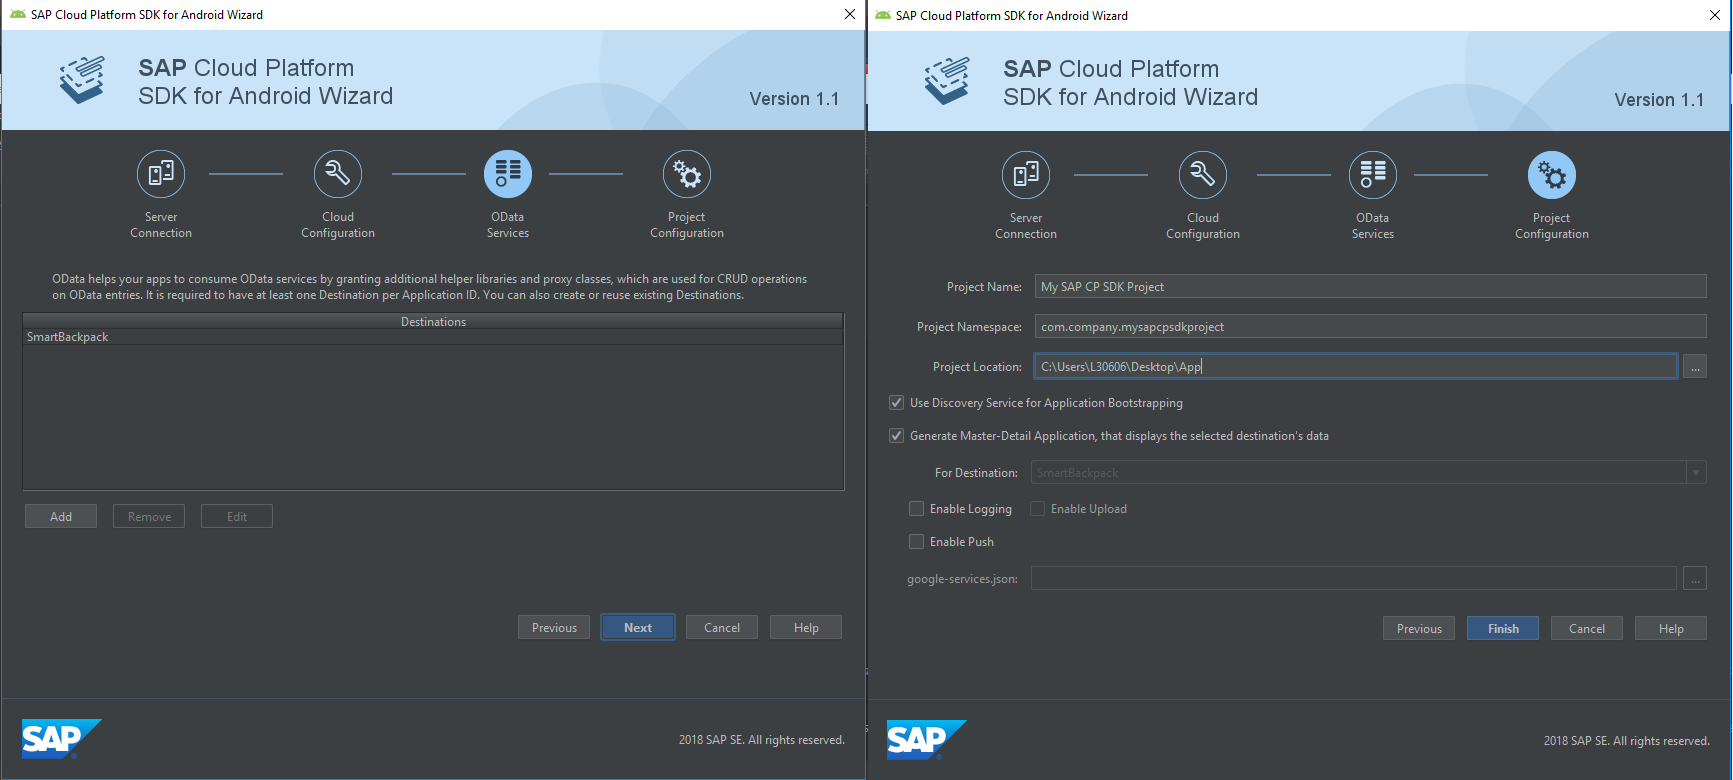 SAP Cloud Platform SDK for Android Wizard
SAP Cloud Platform
SDK for Android Wizard
Version 1.1
Server
Connection
Cloud
Configuration
OData
Services
Project
Configuration
OData helps your apps to consume OData services by granting additional helper libraries and proxy classes, which are used for CRUD operations
on OData entries. It is required to have at least one Destination per Application ID. You can also create or reuse existing Destinations.
Destinations
SmartBackpack
Add Remove Edit
Previous Next Cancel Help
SAP
2018 SAP SE. All rights reserved.
SAP Cloud Platform SDK for Android Wizard
SAP Cloud Platform
SDK for Android Wizard
Version 1.1
Server
Connection
Cloud
Configuration
OData
Services
Project
Configuration
Project Name: My SAP CP SDK Project
Project Namespace: com.company.mysapcpsdkproject
Project Location: C:\Users\L30606\Desktop\App ...
Use Discovery Service for Application Bootstrapping
Generate Master-Detail Application, that displays the selected destination's data
For Destination: SmartBackpack
Enable Logging Enable Upload
Enable Push
google-services.json: ...
Previous Finish Cancel Help
SAP
2018 SAP SE. All rights reserved.